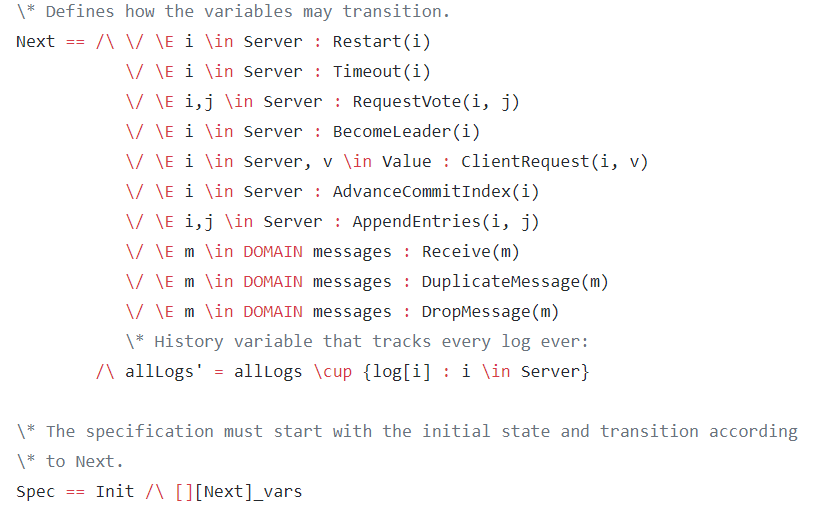 \* Defines how the variables may transition.
Next == /\ \/ \E i \in Server : Restart(i)
           \/ \E i \in Server : Timeout(i)
           \/ \E i,j \in Server : RequestVote(i, j)
           \/ \E i \in Server : BecomeLeader(i)
           \/ \E i \in Server, v \in Value : ClientRequest(i, v)
           \/ \E i \in Server : AdvanceCommitIndex(i)
           \/ \E i,j \in Server : AppendEntries(i, j)
           \/ \E m \in DOMAIN messages : Receive(m)
           \/ \E m \in DOMAIN messages : DuplicateMessage(m)
           \/ \E m \in DOMAIN messages : DropMessage(m)
           \* History variable that tracks every log ever:
        /\ allLogs' = allLogs \cup {log[i] : i \in Server}

\* The specification must start with the initial state and transition according
\* to Next.
Spec == Init /\ [][Next]_vars